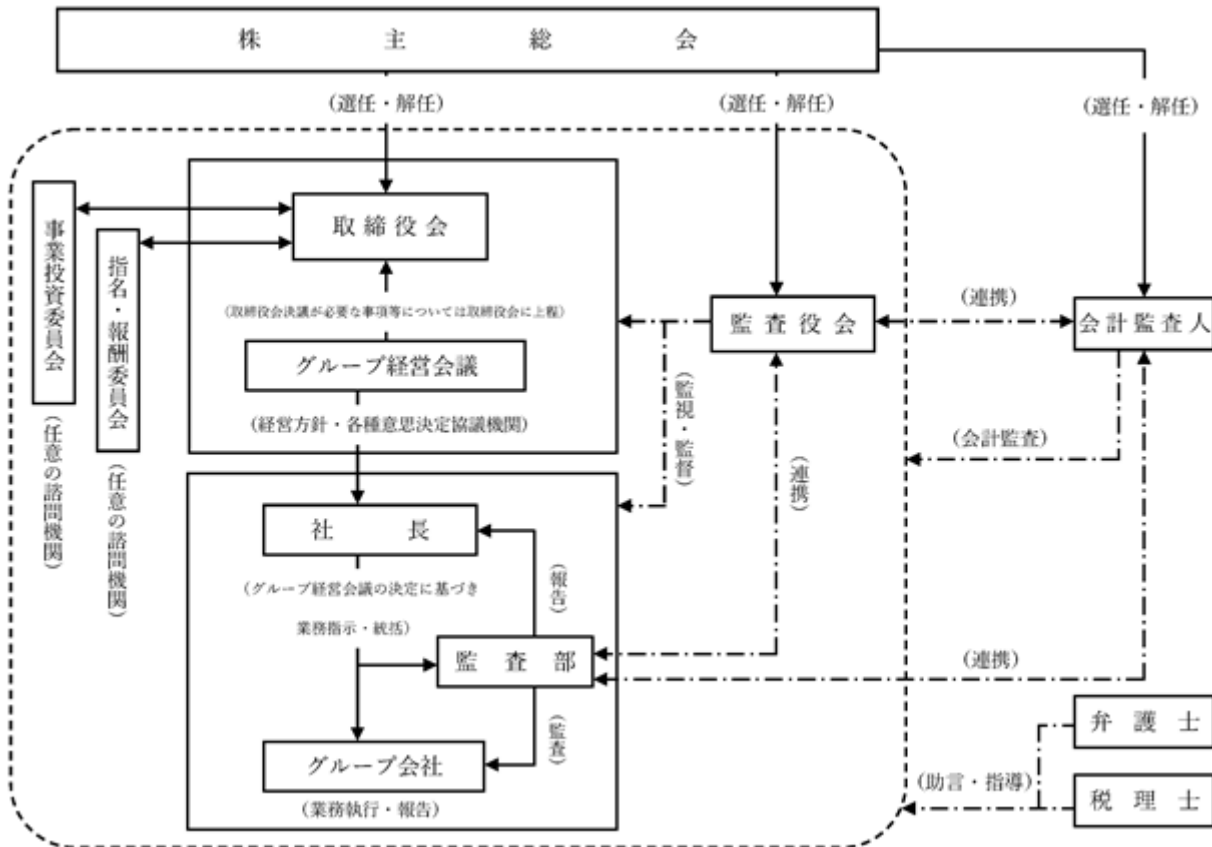 株主総会
(選任・解任)
(選任・解任)
(選任・解任)
取締役会
事業投資委員会
(任意の諮問機関)
指名・報酬委員会
(任意の諮問機関)
(取締役会決議が必要な事項等については取締役会に上程)
グループ経営会議
(経営方針・各種意思決定協議機関)
監査役会
(連携)
会計監査人
(監視・監督)
(連携)
(会計監査)
社長
(グループ経営会議の決定に基づき
業務指示・統括)
(報告)
監査部
(連携)
(監査)
グループ会社
(業務執行・報告)
弁護士
(助言・指導)
税理士